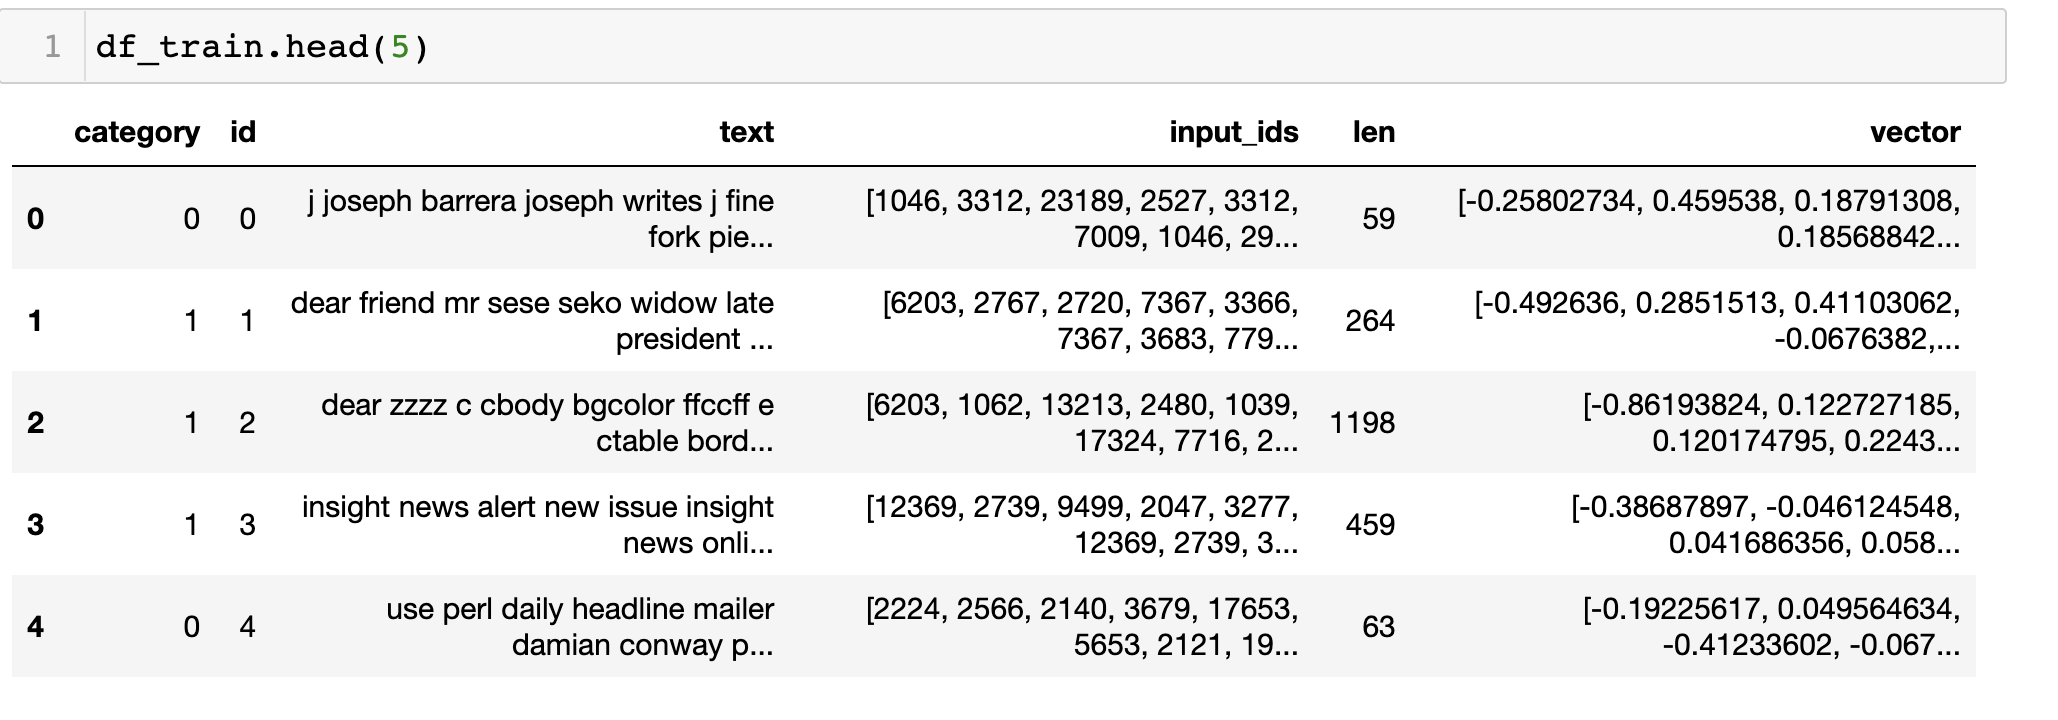 1 df_train.head(5)
category id text input_ids len vector
0 0 0 j joseph barrera joseph writes j fine fork pie... [1046, 3312, 23189, 2527, 3312, 7009, 1046, 29... 59 [-0.25802734, 0.459538, 0.18791308, 0.18568842...
1 1 1 dear friend mr sese seko widow late president ... [6203, 2767, 2720, 7367, 3366, 7367, 3683, 779... 264 [-0.492636, 0.2851513, 0.41103062, -0.0676382,...
2 1 2 dear zzzz c cbody bgcolor ffccff e ctable bord... [6203, 1062, 13213, 2480, 1039, 17324, 7716, 2... 1198 [-0.86193824, 0.122727185, 0.120174795, 0.2243...
3 1 3 insight news alert new issue insight news onli... [12369, 2739, 9499, 2047, 3277, 12369, 2739, 3... 459 [-0.38687897, -0.046124548, 0.041686356, 0.058...
4 0 4 use perl daily headline mailer damian conway p... [2224, 2566, 2140, 3679, 17653, 5653, 2121, 19... 63 [-0.19225617, 0.049564634, -0.41233602, -0.067...